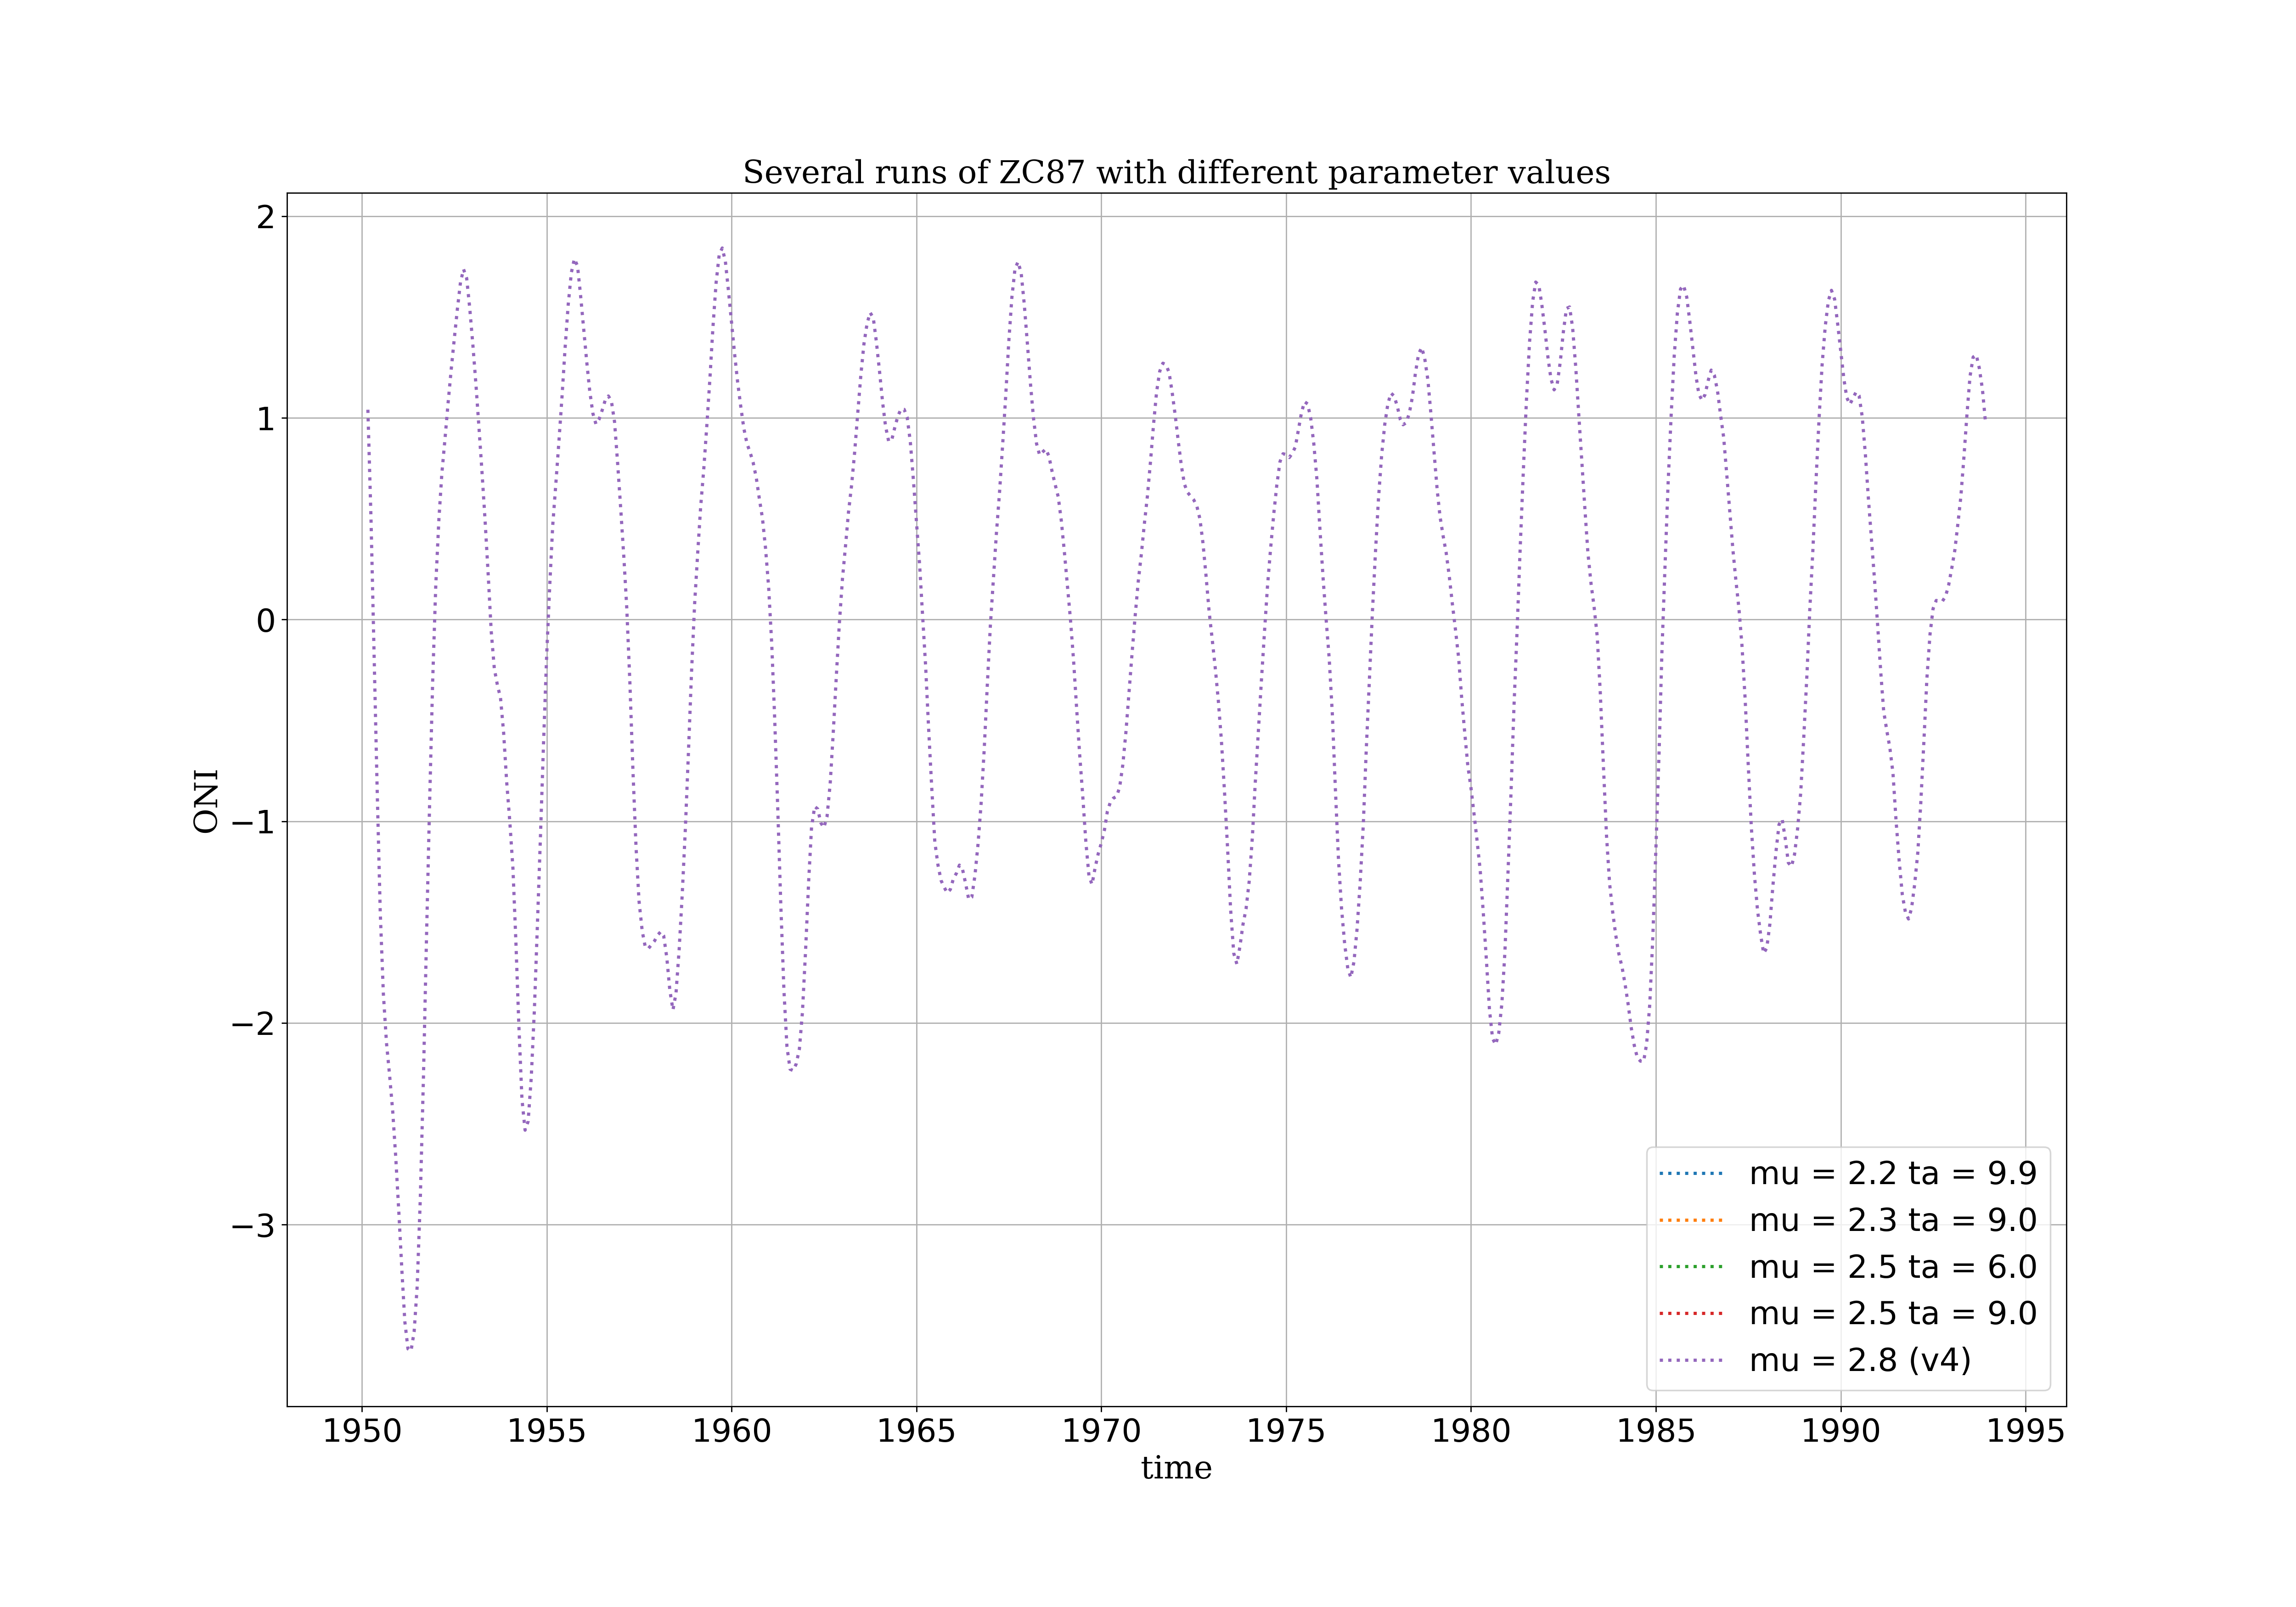 Several runs of ZC87 with different parameter values
2
1
0
−1
−2
−3
ONI
1950 1955 1960 1965 1970 1975 1980 1985 1990 1995
time
mu = 2.2 ta = 9.9
mu = 2.3 ta = 9.0
mu = 2.5 ta = 6.0
mu = 2.5 ta = 9.0
mu = 2.8 (v4)